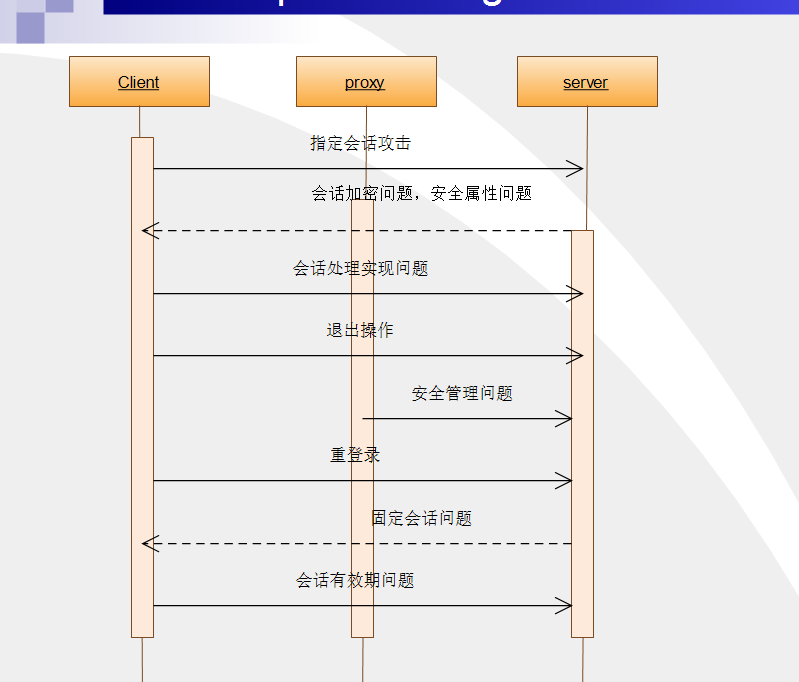 Client
proxy
server
指定会话攻击
会话加密问题，安全属性问题
会话处理实现问题
退出操作
安全管理问题
重登录
固定会话问题
会话有效期问题